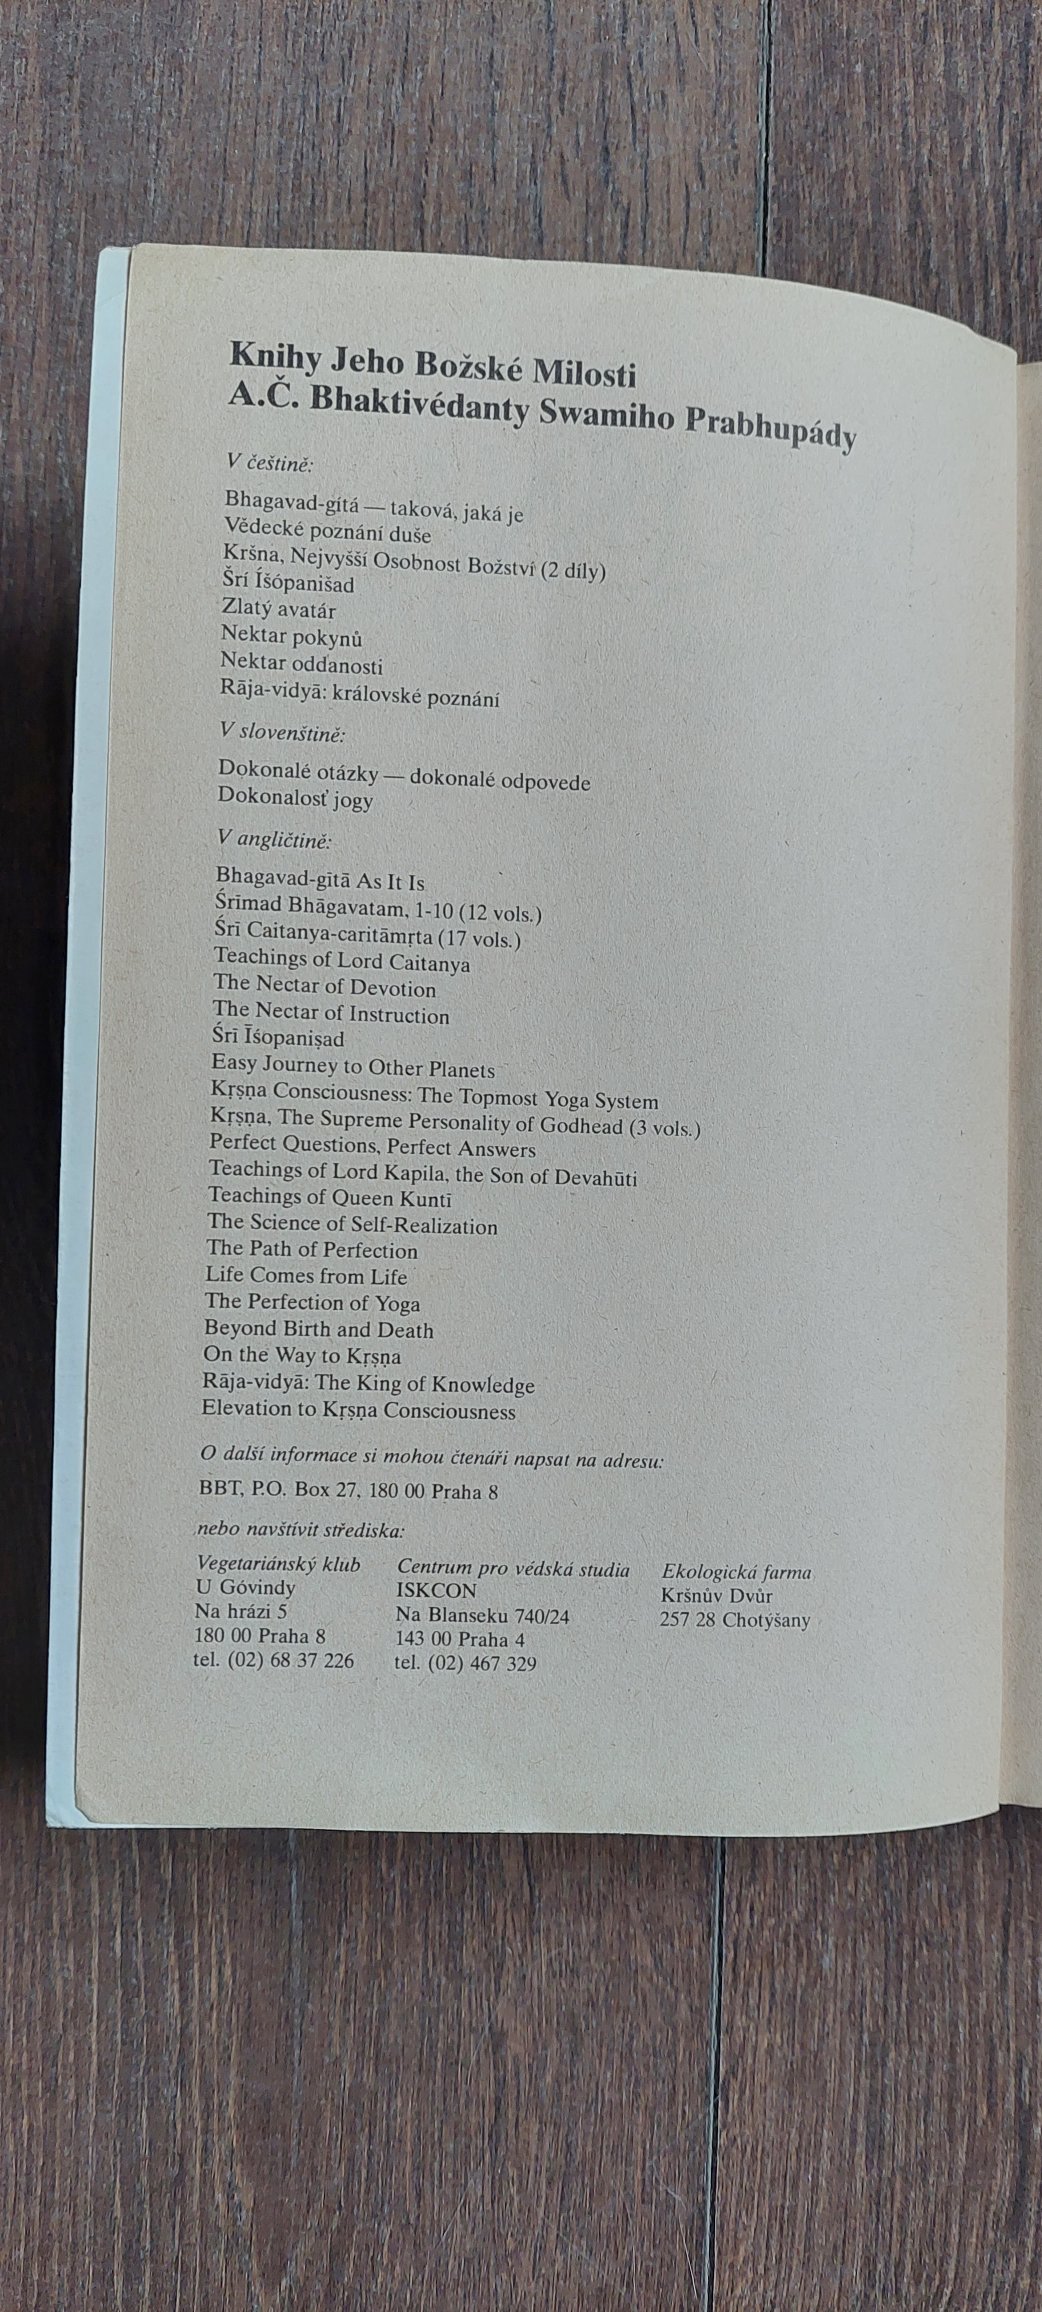 Knihy Jeho Božské Milosti
A.Č. Bhaktivédanty Swamiho Prabhupády
V češtině:
Bhagavad-gítá — taková, jaká je
Vědecké poznání duše
Kršna, Nejvyšší Osobnost Božství (2 díly)
Šrí Íšópanišad
Zlatý avatár
Nektar pokynů
Nektar oddanosti
Rāja-vidyā: královské poznání
V slovenštině:
Dokonalé otázky — dokonalé odpovede
Dokonalosť jogy
V angličtině:
Bhagavad-gītā As It Is
Śrīmad Bhāgavatam, 1-10 (12 vols.)
Śrī Caitanya-caritāmṛta (17 vols.)
Teachings of Lord Caitanya
The Nectar of Devotion
The Nectar of Instruction
Śrī Īśopaniṣad
Easy Journey to Other Planets
Kṛṣṇa Consciousness: The Topmost Yoga System
Kṛṣṇa, The Supreme Personality of Godhead (3 vols.)
Perfect Questions, Perfect Answers
Teachings of Lord Kapila, the Son of Devahūti
Teachings of Queen Kuntī
The Science of Self-Realization
The Path of Perfection
Life Comes from Life
The Perfection of Yoga
Beyond Birth and Death
On the Way to Kṛṣṇa
Rāja-vidyā: The King of Knowledge
Elevation to Kṛṣṇa Consciousness
O další informace si mohou čtenáři napsat na adresu:
BBT, P.O. Box 27, 180 00 Praha 8
nebo navštívit střediska:
Vegetariánský klub
U Góvindy
Na hrázi 5
180 00 Praha 8
tel. (02) 68 37 226
Centrum pro védská studia
ISKCON
Na Blanseku 740/24
143 00 Praha 4
tel. (02) 467 329
Ekologická farma
Kršnův Dvůr
257 28 Chotýšany